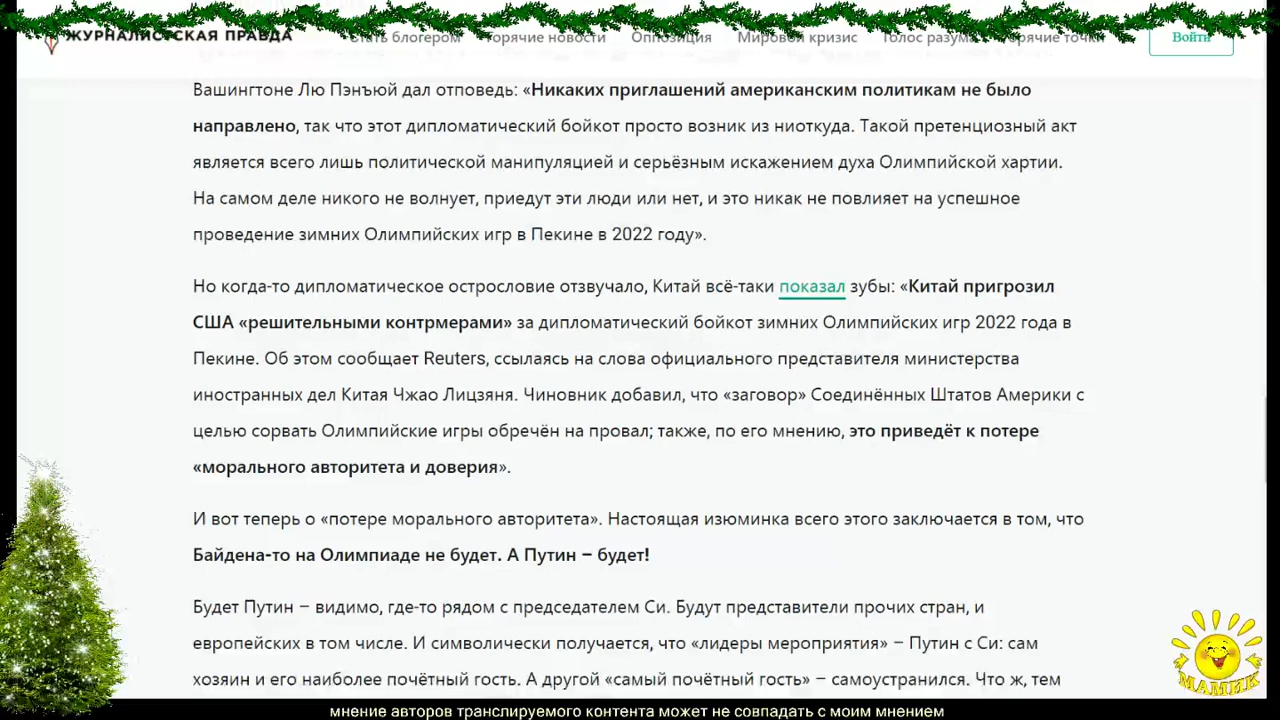 ЖУРНАЛИСТСКАЯ ПРАВДА
блогером
Горячие новости
Оппозиция
Мировой кризис
Голос разума
Горячие точки
Войти
Вашингтоне Лю Пэнъюй дал отповедь: «Никаких приглашений американским политикам не было
направлено, так что этот дипломатический бойкот просто возник из ниоткуда. Такой претенциозный акт
является всего лишь политической манипуляцией и серьёзным искажением духа Олимпийской хартии.
На самом деле никого не волнует, приедут эти люди или нет, и это никак не повлияет на успешное
проведение зимних Олимпийских игр в Пекине в 2022 году».
Но когда-то дипломатическое острословие отзвучало, Китай всё-таки показал зубы: «Китай пригрозил
США «решительными контрмерами» за дипломатический бойкот зимних Олимпийских игр 2022 года в
Пекине. Об этом сообщает Reuters, ссылаясь на слова официального представителя министерства
иностранных дел Китая Чжао Лицзяня. Чиновник добавил, что «заговор» Соединённых Штатов Америки с
целью сорвать Олимпийские игры обречён на провал; также, по его мнению, это приведёт к потере
«морального авторитета и доверия».
И вот теперь о «потере морального авторитета». Настоящая изюминка всего этого заключается в том, что
Байдена-то на Олимпиаде не будет. А Путин – будет!
Будет Путин – видимо, где-то рядом с председателем Си. Будут представители прочих стран, и
европейских в том числе. И символически получается, что «лидеры мероприятия» – Путин с Си: сам
хозяин и его наиболее почётный гость. А другой «самый почётный гость» – самоустранился. Что ж, тем
МАМИК
мнение авторов транслируемого контента может не совпадать с моим мнением